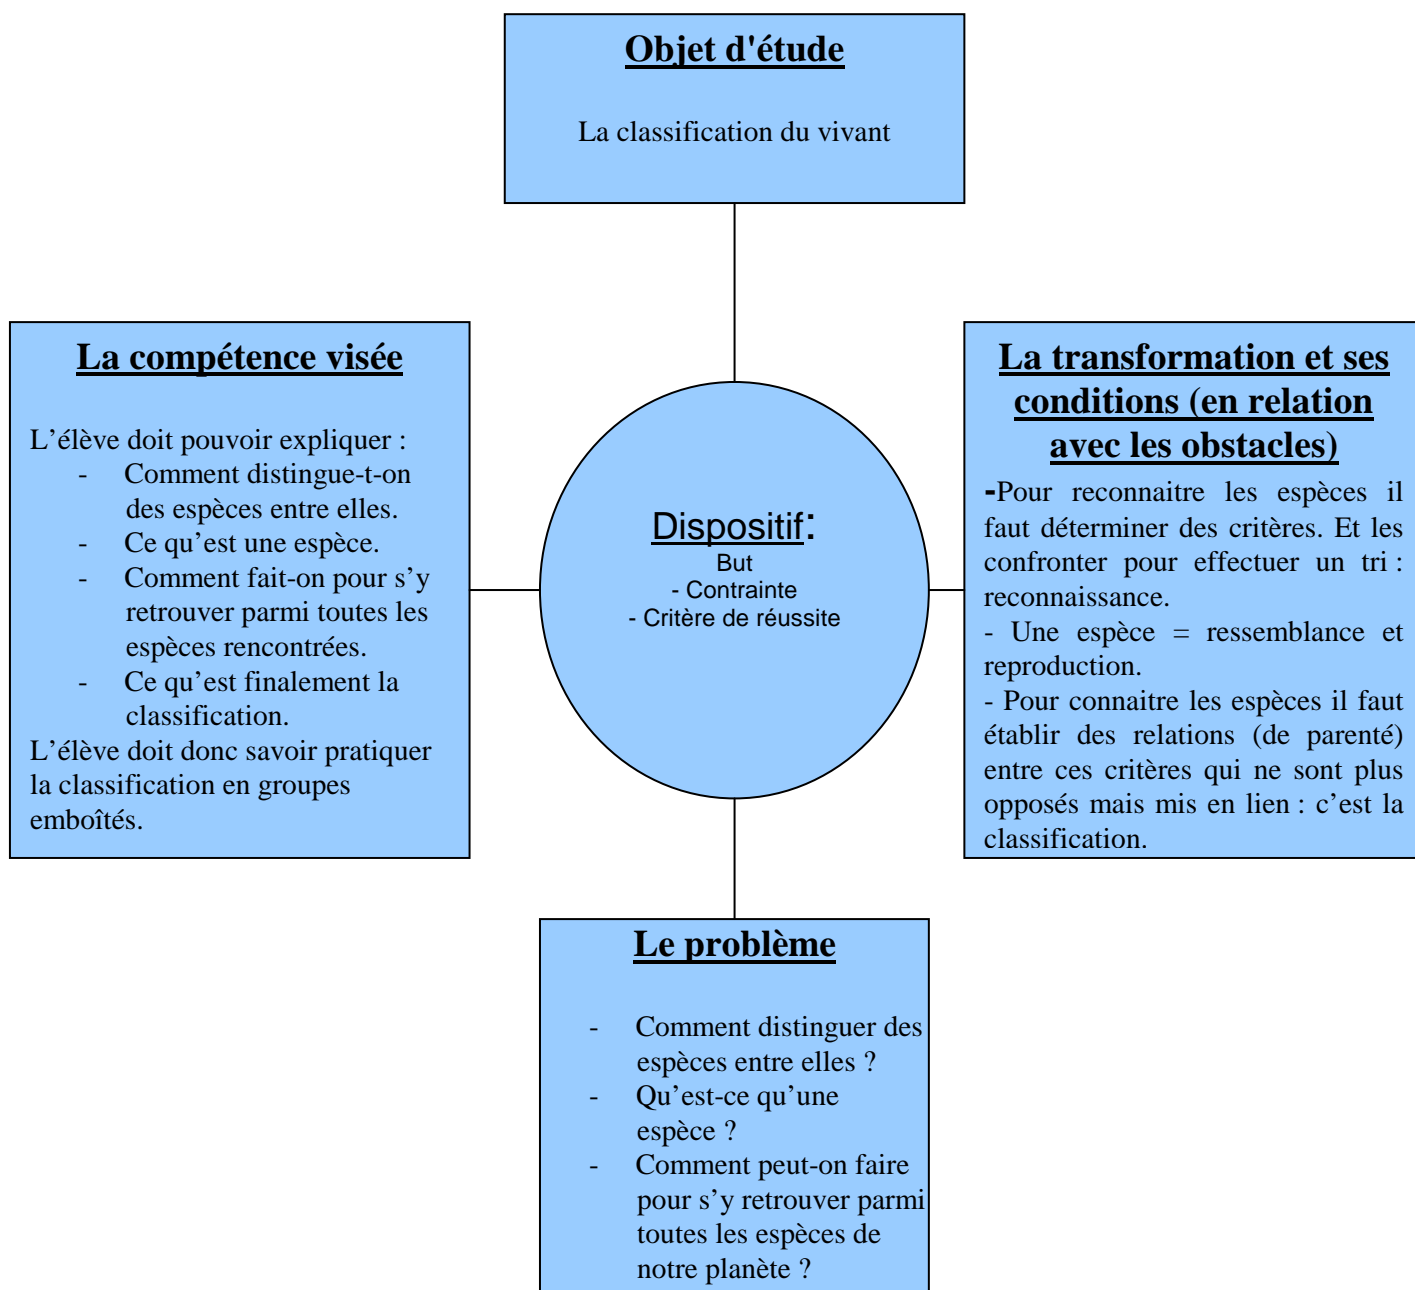 Objet d'étude
La classification du vivant
La compétence visée
L’élève doit pouvoir expliquer :
- Comment distingue-t-on
des espèces entre elles.
- Ce qu’est une espèce.
- Comment fait-on pour s’y
retrouver parmi toutes les
espèces rencontrées.
- Ce qu’est finalement la
classification.
L’élève doit donc savoir pratiquer
la classification en groupes
emboîtés.
Dispositif:
But
- Contrainte
- Critère de réussite
La transformation et ses
conditions (en relation
avec les obstacles)
-Pour reconnaitre les espèces il
faut déterminer des critères. Et les
confronter pour effectuer un tri :
reconnaissance.
- Une espèce = ressemblance et
reproduction.
- Pour connaitre les espèces il faut
établir des relations (de parenté)
entre ces critères qui ne sont plus
opposés mais mis en lien : c’est la
classification.
Le problème
- Comment distinguer des
espèces entre elles ?
- Qu’est-ce qu’une
espèce ?
- Comment peut-on faire
pour s’y retrouver parmi
toutes les espèces de
notre planète ?